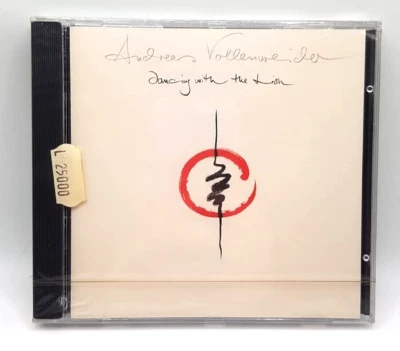 Andreas Vollenweider
dancing with the Lion
L 25000